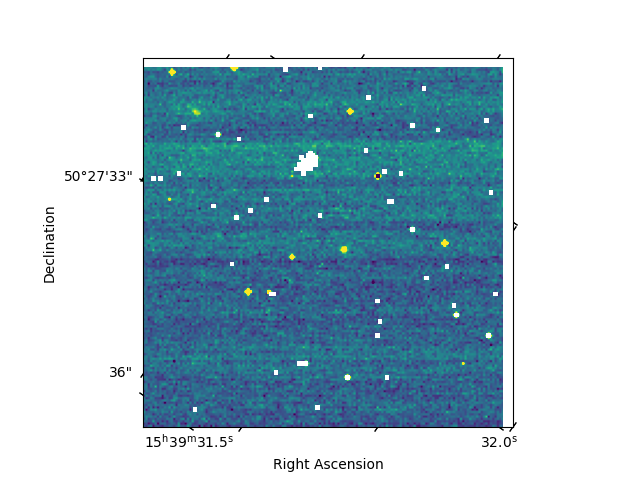 50°27'33"
Declination
36"
15ʰ39ᵐ31.5ˢ
32.0ˢ
Right Ascension